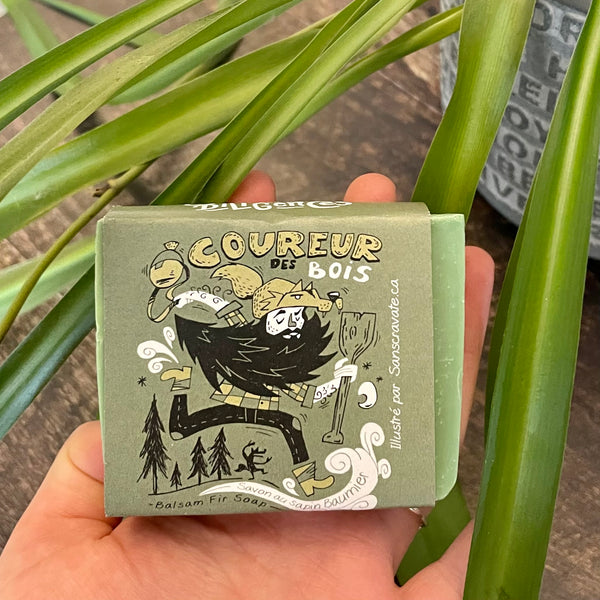 COUREUR
DES
BOIS
Illustré par Sanscravate.ca
Savon au sapin Baumier
~Balsam Fir Soap~